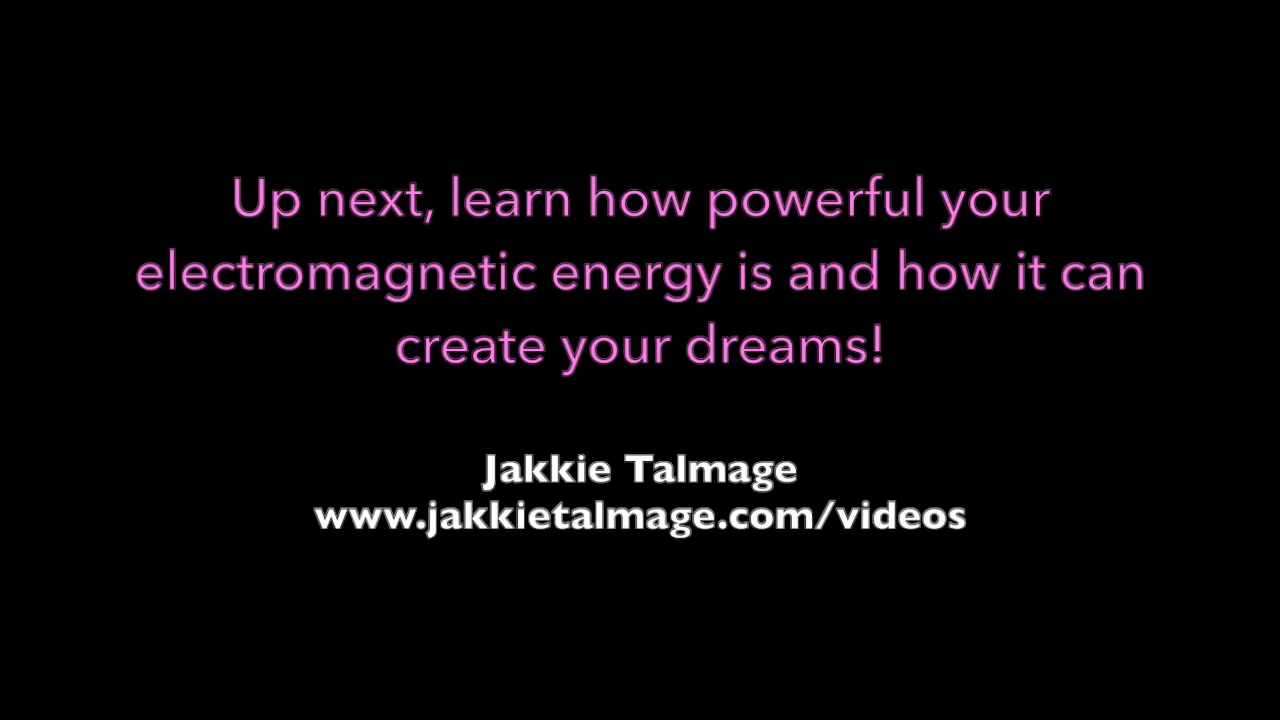 Up next, learn how powerful your
electromagnetic energy is and how it can
create your dreams!
Jakkie Talmage
www.jakkietalmage.com/videos